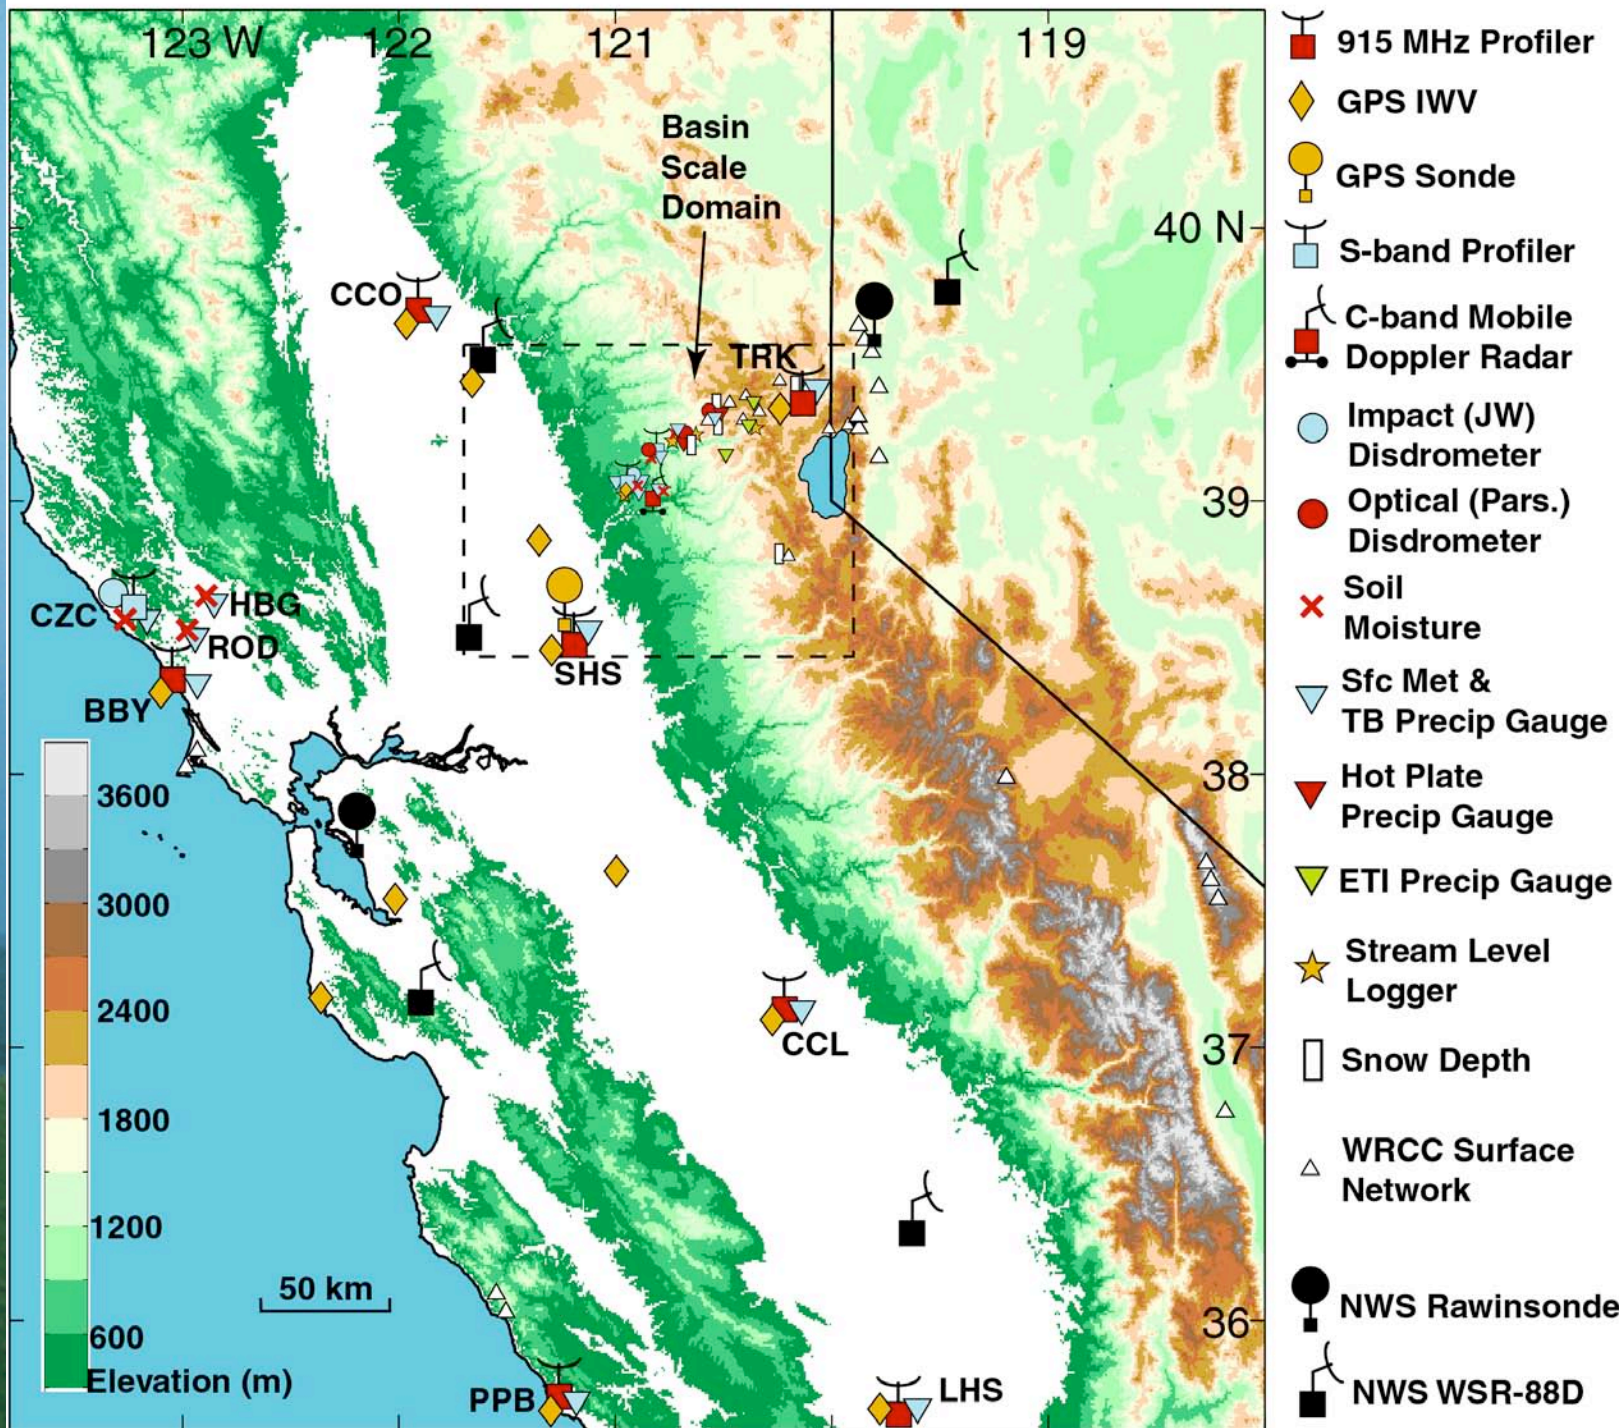 123 W
122
121
119
Basin
Scale
Domain
40 N
CCO
TRK
39
CZC
HBG
ROD
SHS
BBY
38
3600
3000
2400
1800
1200
600
Elevation (m)
50 km
CCL
37
36
PPB
LHS
915 MHz Profiler
GPS IWV
GPS Sonde
S-band Profiler
C-band Mobile
Doppler Radar
Impact (JW)
Disdrometer
Optical (Pars.)
Disdrometer
Soil
Moisture
Sfc Met &
TB Precip Gauge
Hot Plate
Precip Gauge
ETI Precip Gauge
Stream Level
Logger
Snow Depth
WRCC Surface
Network
NWS Rawinsonde
NWS WSR-88D